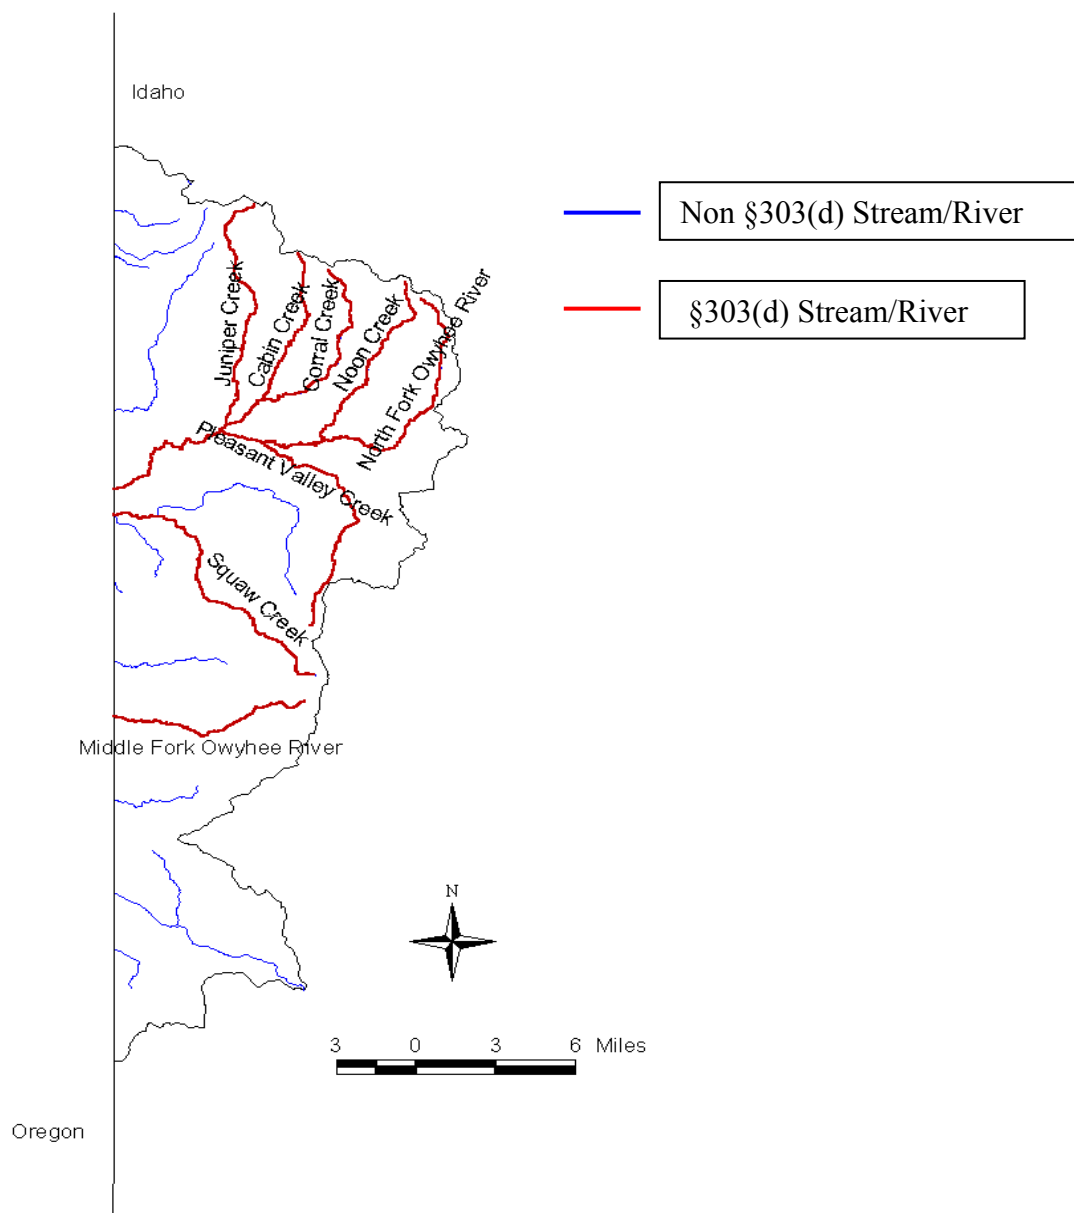 Idaho
Non §303(d) Stream/River
§303(d) Stream/River
Juniper Creek
Cabin Creek
Corral Creek
Noon Creek
North Fork Owyhee River
Pleasant Valley Creek
Squaw Creek
Middle Fork Owyhee River
N
3 0 3 6 Miles
Oregon